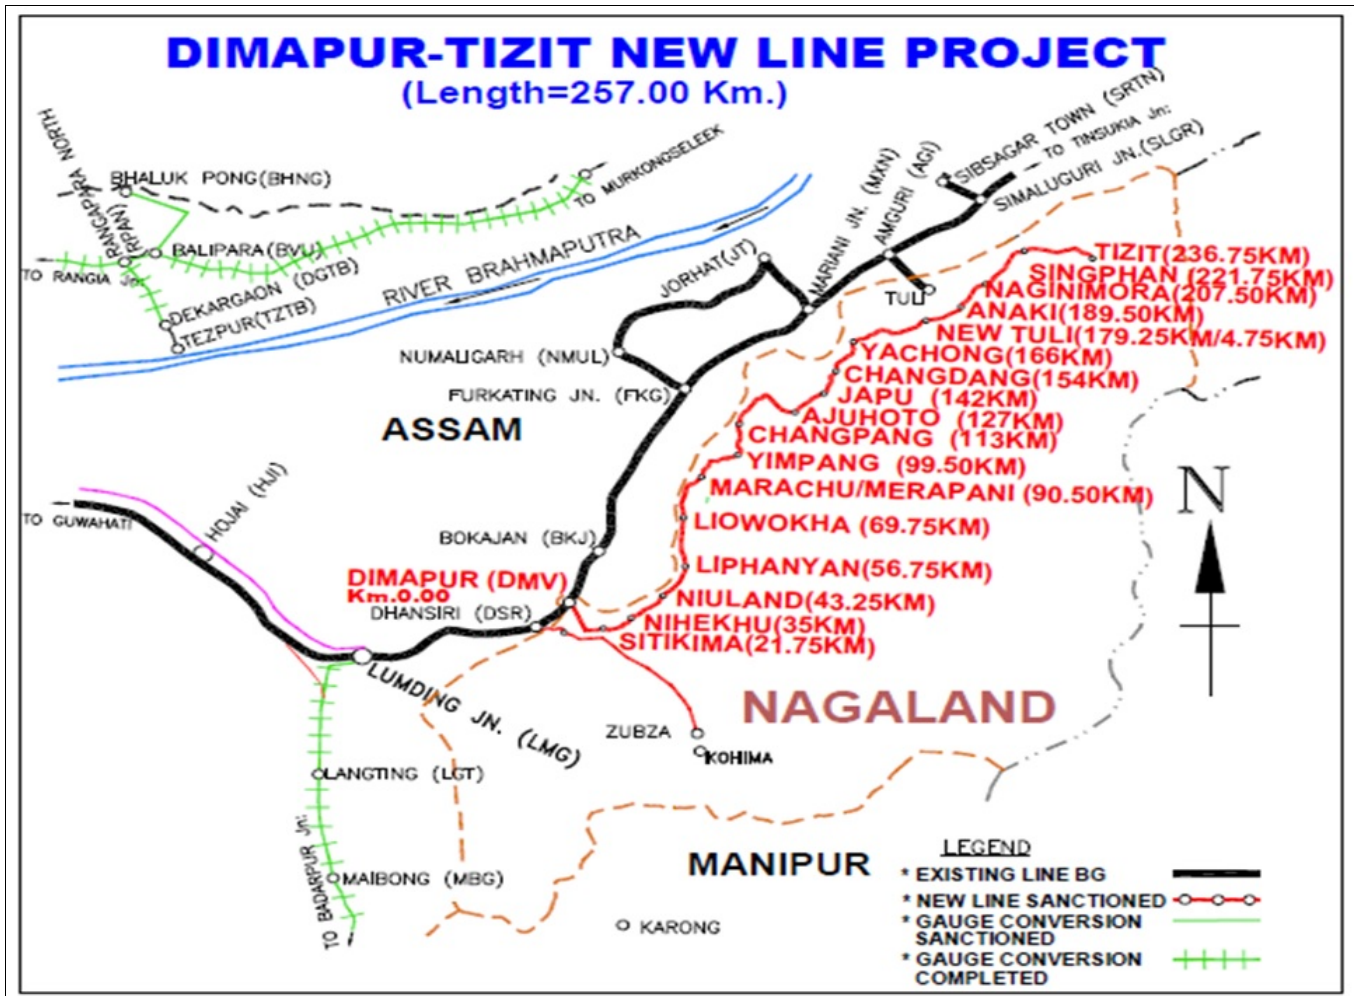 DIMAPUR-TIZIT NEW LINE PROJECT
(Length=257.00 Km.)
RANGAPARA NORTH
(RPAN)
BHALUK PONG(BHNG)
BALIPARA(BVU)
TO RANGIA Jn:
DEKARGAON (DGTB)
TEZPUR(TZTB)
TO MURKONGSELEEK
RIVER BRAHMAPUTRA
JORHAT(JT)
MARIANI JN. (MXN)
AMGURI (AGI)
SIBSAGAR TOWN (SRTN)
TO TINSUKIA Jn:
SIMALUGURI JN.(SLGR)
TULI
NUMALIGARH (NMUL)
FURKATING JN. (FKG)
ASSAM
TIZIT(236.75KM)
SINGPHAN (221.75KM)
NAGINIMORA(207.50KM)
ANAKI(189.50KM)
NEW TULI(179.25KM/4.75KM)
YACHONG(166KM)
CHANGDANG(154KM)
JAPU (142KM)
AJUHOTO (127KM)
CHANGPANG (113KM)
YIMPANG (99.50KM)
MARACHU/MERAPANI (90.50KM)
LIOWOKHA (69.75KM)
LIPHANYAN(56.75KM)
NIULAND(43.25KM)
NIHEKHU(35KM)
SITIKIMA(21.75KM)
N
TO GUWAHATI
HOJAI (HJI)
BOKAJAN (BKJ)
DIMAPUR (DMV)
Km.0.00
DHANSIRI (DSR)
LUMDING JN. (LMG)
NAGALAND
ZUBZA
KOHIMA
LANGTING (LGT)
TO BADARPUR Jn:
MAIBONG (MBG)
MANIPUR
KARONG
LEGEND
* EXISTING LINE BG
* NEW LINE SANCTIONED
* GAUGE CONVERSION
SANCTIONED
* GAUGE CONVERSION
COMPLETED